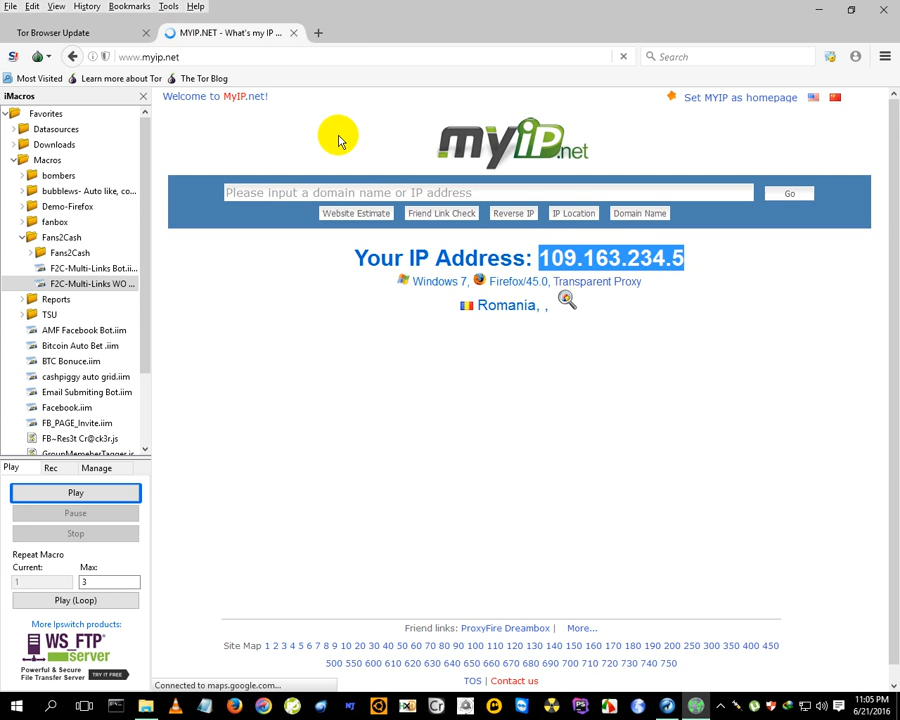 File Edit View History Bookmarks Tools Help
Tor Browser Update
MYIP.NET - What's my IP ...
www.myip.net
Search
Most Visited Learn more about Tor The Tor Blog
iMacros
Favorites
Datasources
Downloads
Macros
bombers
bubblews- Auto like, co...
Demo-Firefox
fanbox
Fans2Cash
Fans2Cash
F2C-Multi-Links Bot.ii...
F2C-Multi-Links WO ...
Reports
TSU
AMF Facebook Bot.iim
Bitcoin Auto Bet .iim
BTC Bonuce.iim
cashpiggy auto grid.iim
Email Submiting Bot.iim
Facebook.iim
FB_PAGE_Invite.iim
FB~Res3t Cr@ck3r.js
GroupMemeberTagger.js
Play Rec Manage
Play
Pause
Stop
Repeat Macro
Current: Max:
1 3
Play (Loop)
More Ipswitch products:
WS_FTP
server
Powerful & Secure
File Transfer Server
TRY IT FREE
Welcome to MyIP.net!
Set MYIP as homepage
myiP.net
Please input a domain name or IP address
Go
Website Estimate Friend Link Check Reverse IP IP Location Domain Name
Your IP Address: 109.163.234.5
Windows 7, Firefox/45.0, Transparent Proxy
Romania, ,
Friend links: ProxyFire Dreambox | More...
Site Map 1 2 3 4 5 6 7 8 9 10 20 30 40 50 60 70 80 90 100 110 120 130 140 150 160 170 180 190 200 250 300 350 400 450
500 550 600 610 620 630 640 650 660 670 680 690 700 710 720 730 740 750
TOS | Contact us
Connected to maps.google.com...
11:05 PM
6/21/2016